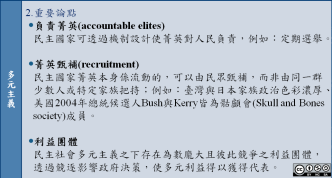 2.重要論點
●負責菁英(accountable elites)
民主國家可透過機制設計使菁英對人民負責，例如：定期選舉。
●菁英甄補(recruitment)
民主國家菁英本身係流動的，可以由民眾甄補，而非由同一群
少數人或特定家族把持；例如：臺灣與日本家族政治色彩濃厚、
美國2004年總統候選人Bush與Kerry皆為骷顱會(Skull and Bones
society)成員。
●利益團體
民主社會多元主義之下存在為數龐大且彼此競爭之利益團體，
透過競逐影響政府決策，使多元利益得以獲得代表。
多元主義